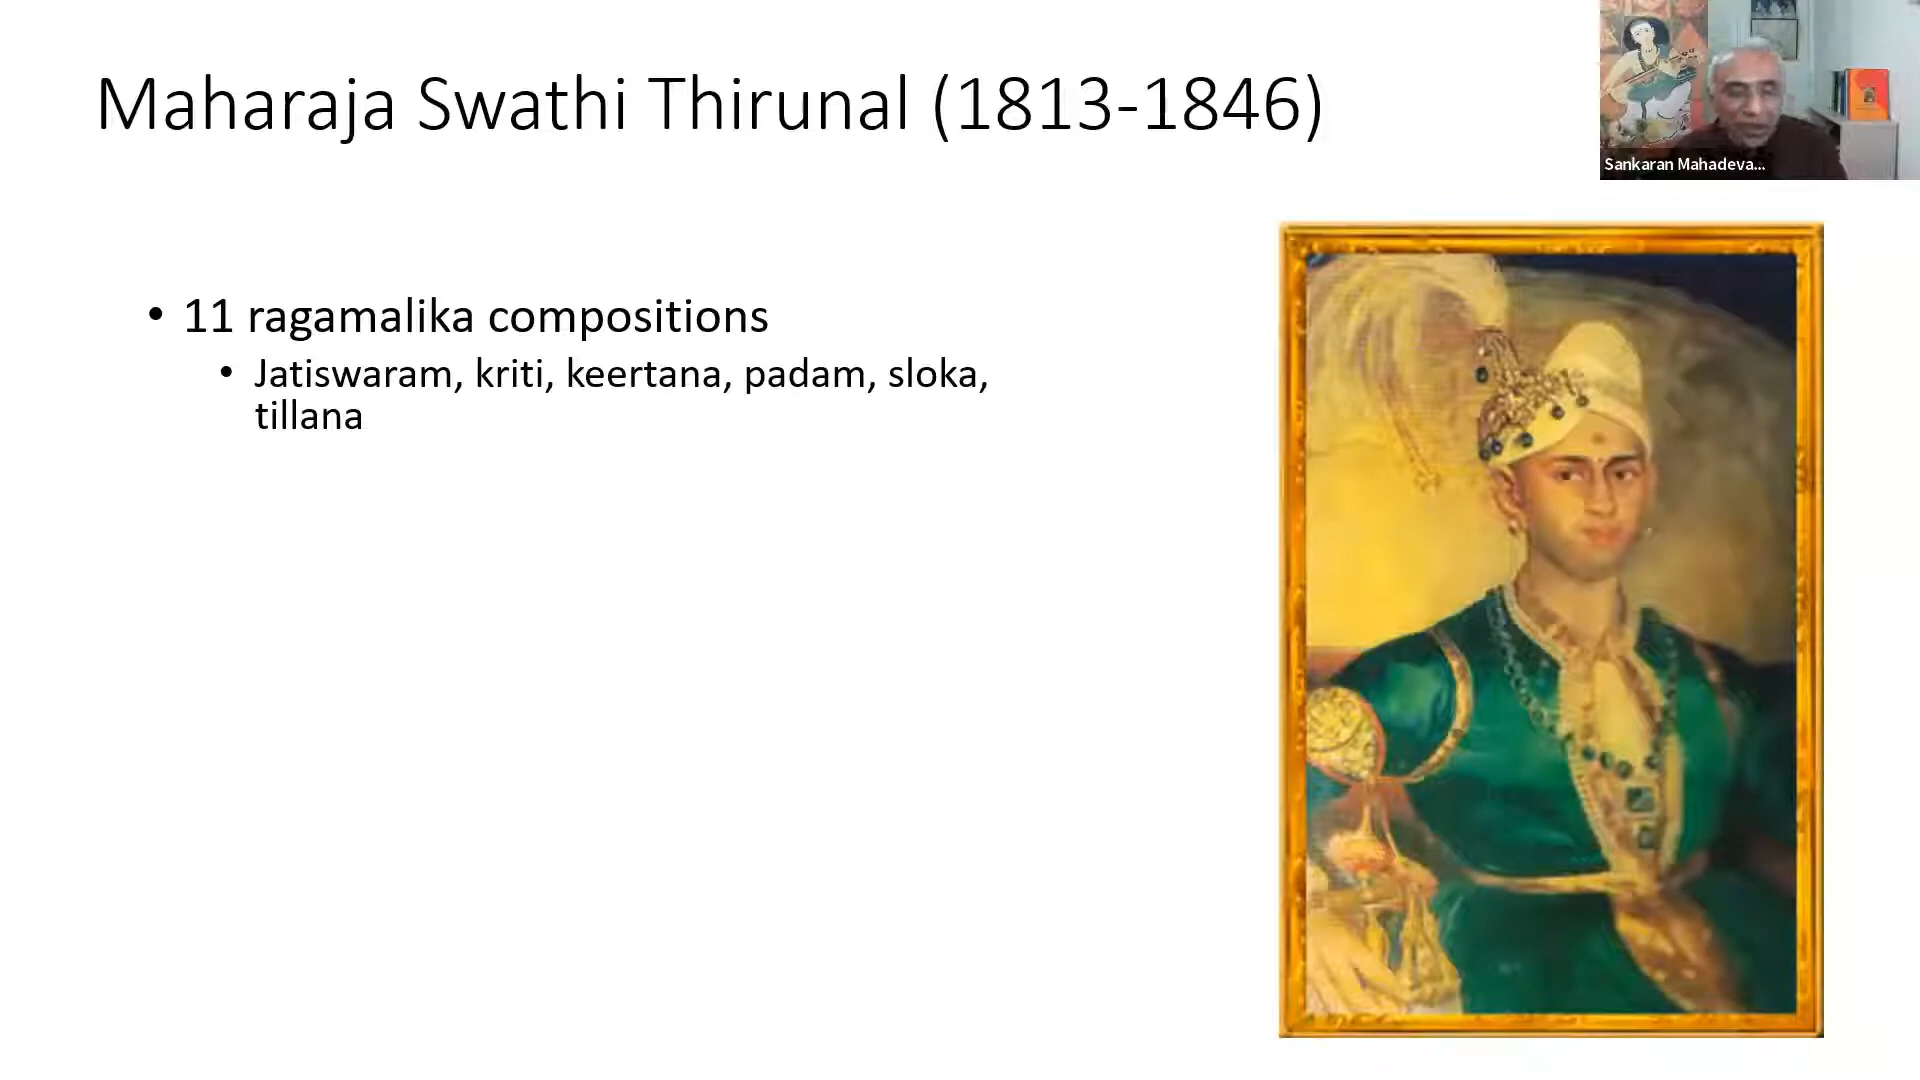 Maharaja Swathi Thirunal (1813-1846)
Sankaran Mahadeva...
• 11 ragamalika compositions
• Jatiswaram, kriti, keertana, padam, sloka,
tillana